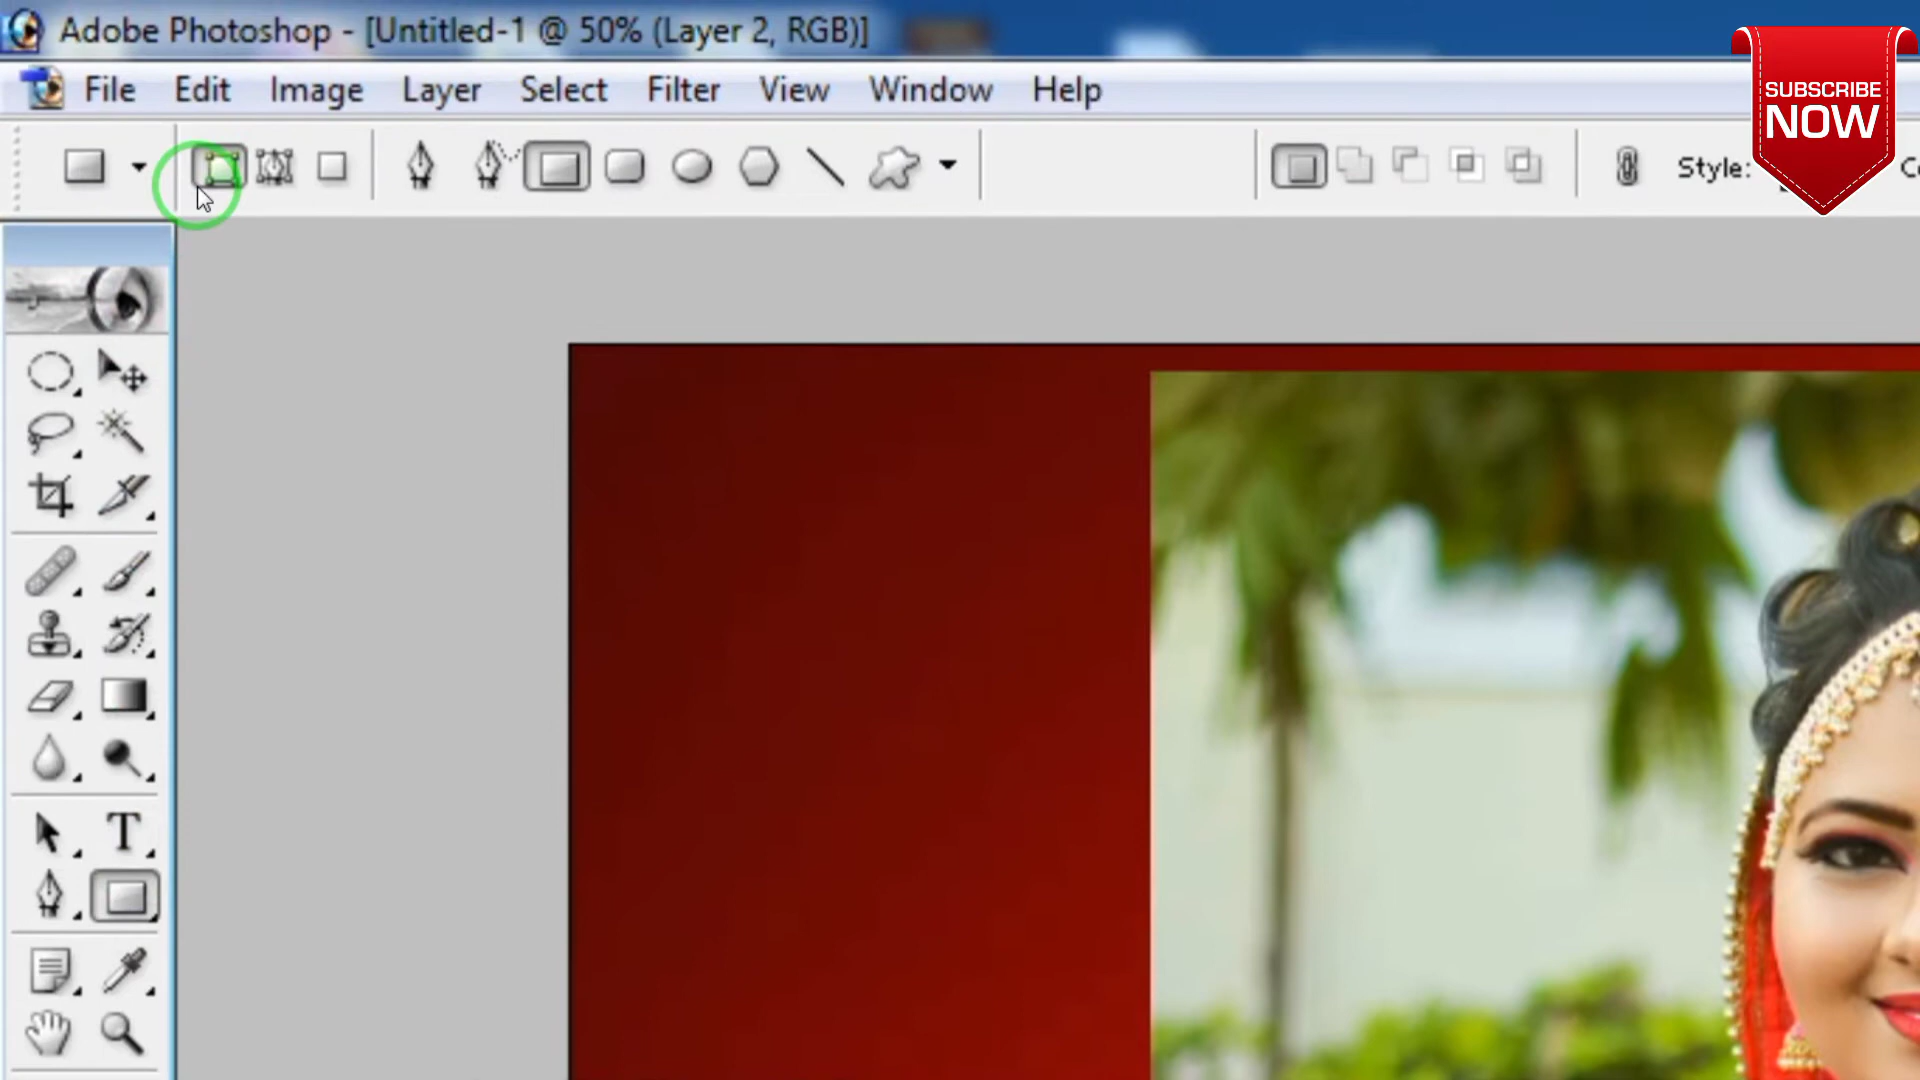 Adobe Photoshop - [Untitled-1 @ 50% (Layer 2, RGB)]
File Edit Image Layer Select Filter View Window Help
SUBSCRIBE
NOW
Style:
T